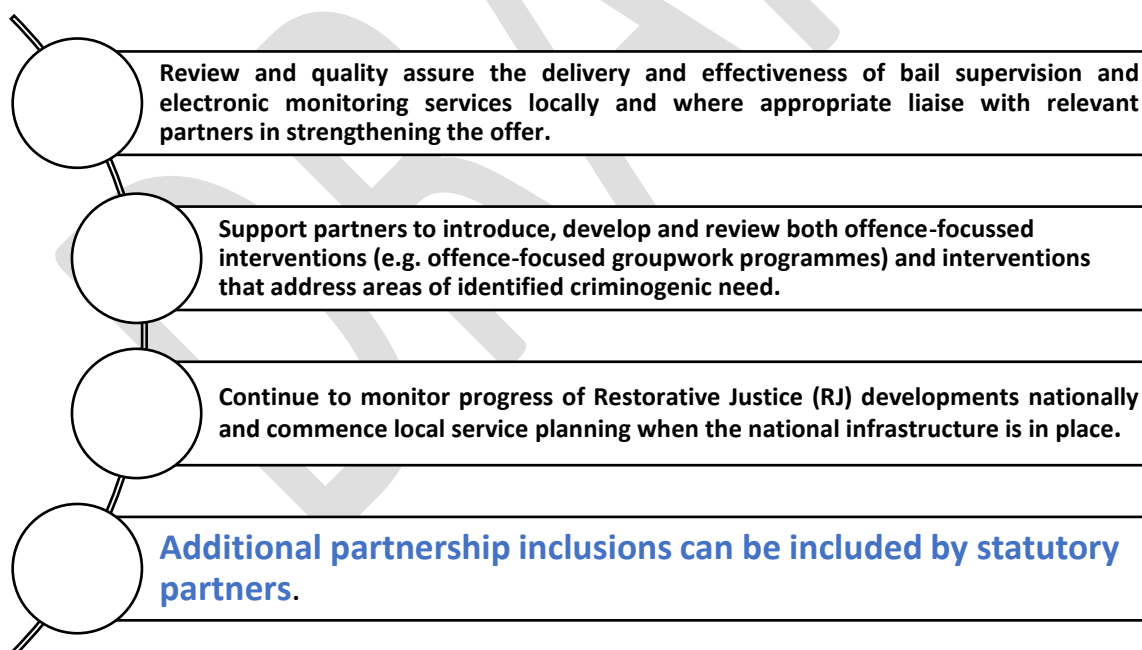 Review and quality assure the delivery and effectiveness of bail supervision and
electronic monitoring services locally and where appropriate liaise with relevant
partners in strengthening the offer.
Support partners to introduce, develop and review both offence-focussed
interventions (e.g. offence-focused groupwork programmes) and interventions
that address areas of identified criminogenic need.
Continue to monitor progress of Restorative Justice (RJ) developments nationally
and commence local service planning when the national infrastructure is in place.
Additional partnership inclusions can be included by statutory
partners.